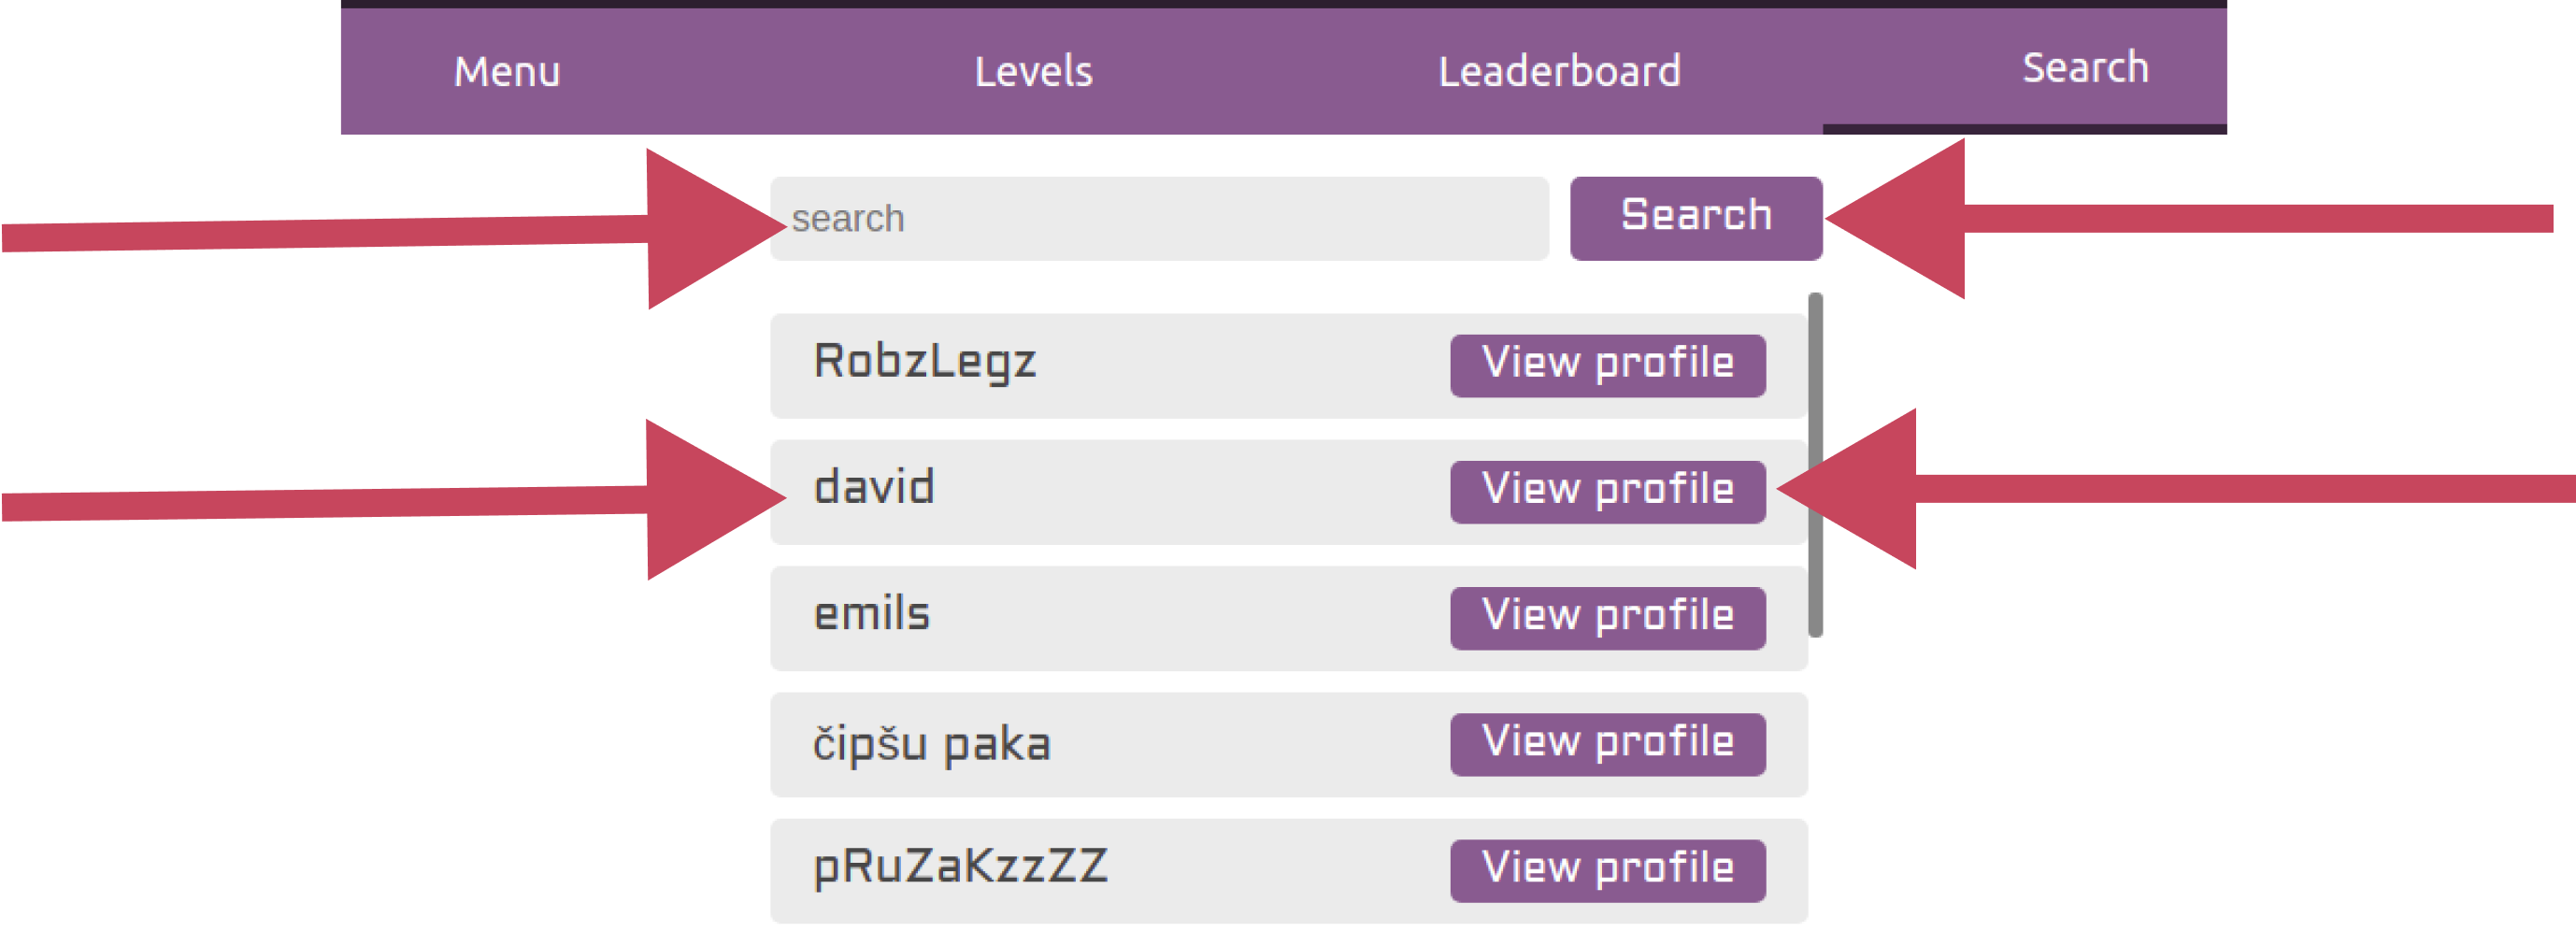 Menu Levels Leaderboard Search
search Search
RobzLegz View profile
david View profile
emils View profile
čipšu paka View profile
pRuZaKzzZZ View profile